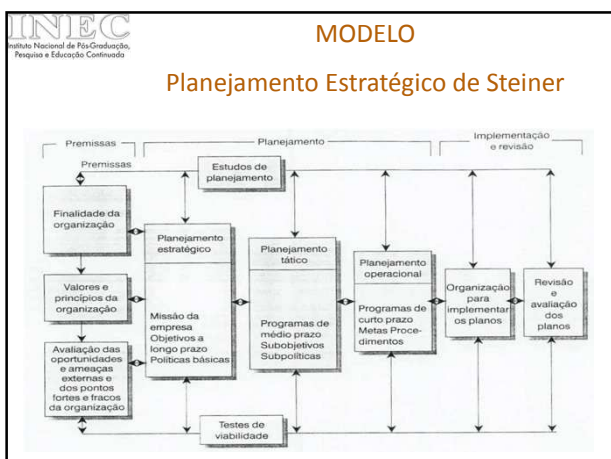 INEC
Instituto Nacional de Pós-Graduação,
Pesquisa e Educação Continuada
MODELO
Planejamento Estratégico de Steiner
Premissas
Planejamento
Implementação
e revisão
Premissas
Estudos de
planejamento
Finalidade da
organização
Valores e
princípios da
organização
Avaliação das
oportunidades
e ameaças
externas e
dos pontos
fortes e fracos
da organização
Planejamento
estratégico
Missão da
empresa
Objetivos a
longo prazo
Políticas básicas
Planejamento
tático
Programas de
médio prazo
Subobjetivos
Subpolíticas
Planejamento
operacional
Programas de
curto prazo
Metas Proce-
dimentos
Organização
para
implementar
os planos
Revisão
e
avaliação
dos
planos
Testes de
viabilidade